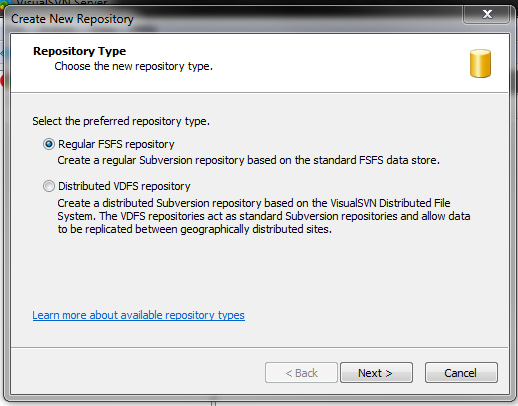 VisualSVN Server
Create New Repository
Repository Type
Choose the new repository type.
Select the preferred repository type.
Regular FSFS repository
Create a regular Subversion repository based on the standard FSFS data store.
Distributed VDFS repository
Create a distributed Subversion repository based on the VisualSVN Distributed File
System. The VDFS repositories act as standard Subversion repositories and allow data
to be replicated between geographically distributed sites.
Learn more about available repository types
< Back Next > Cancel